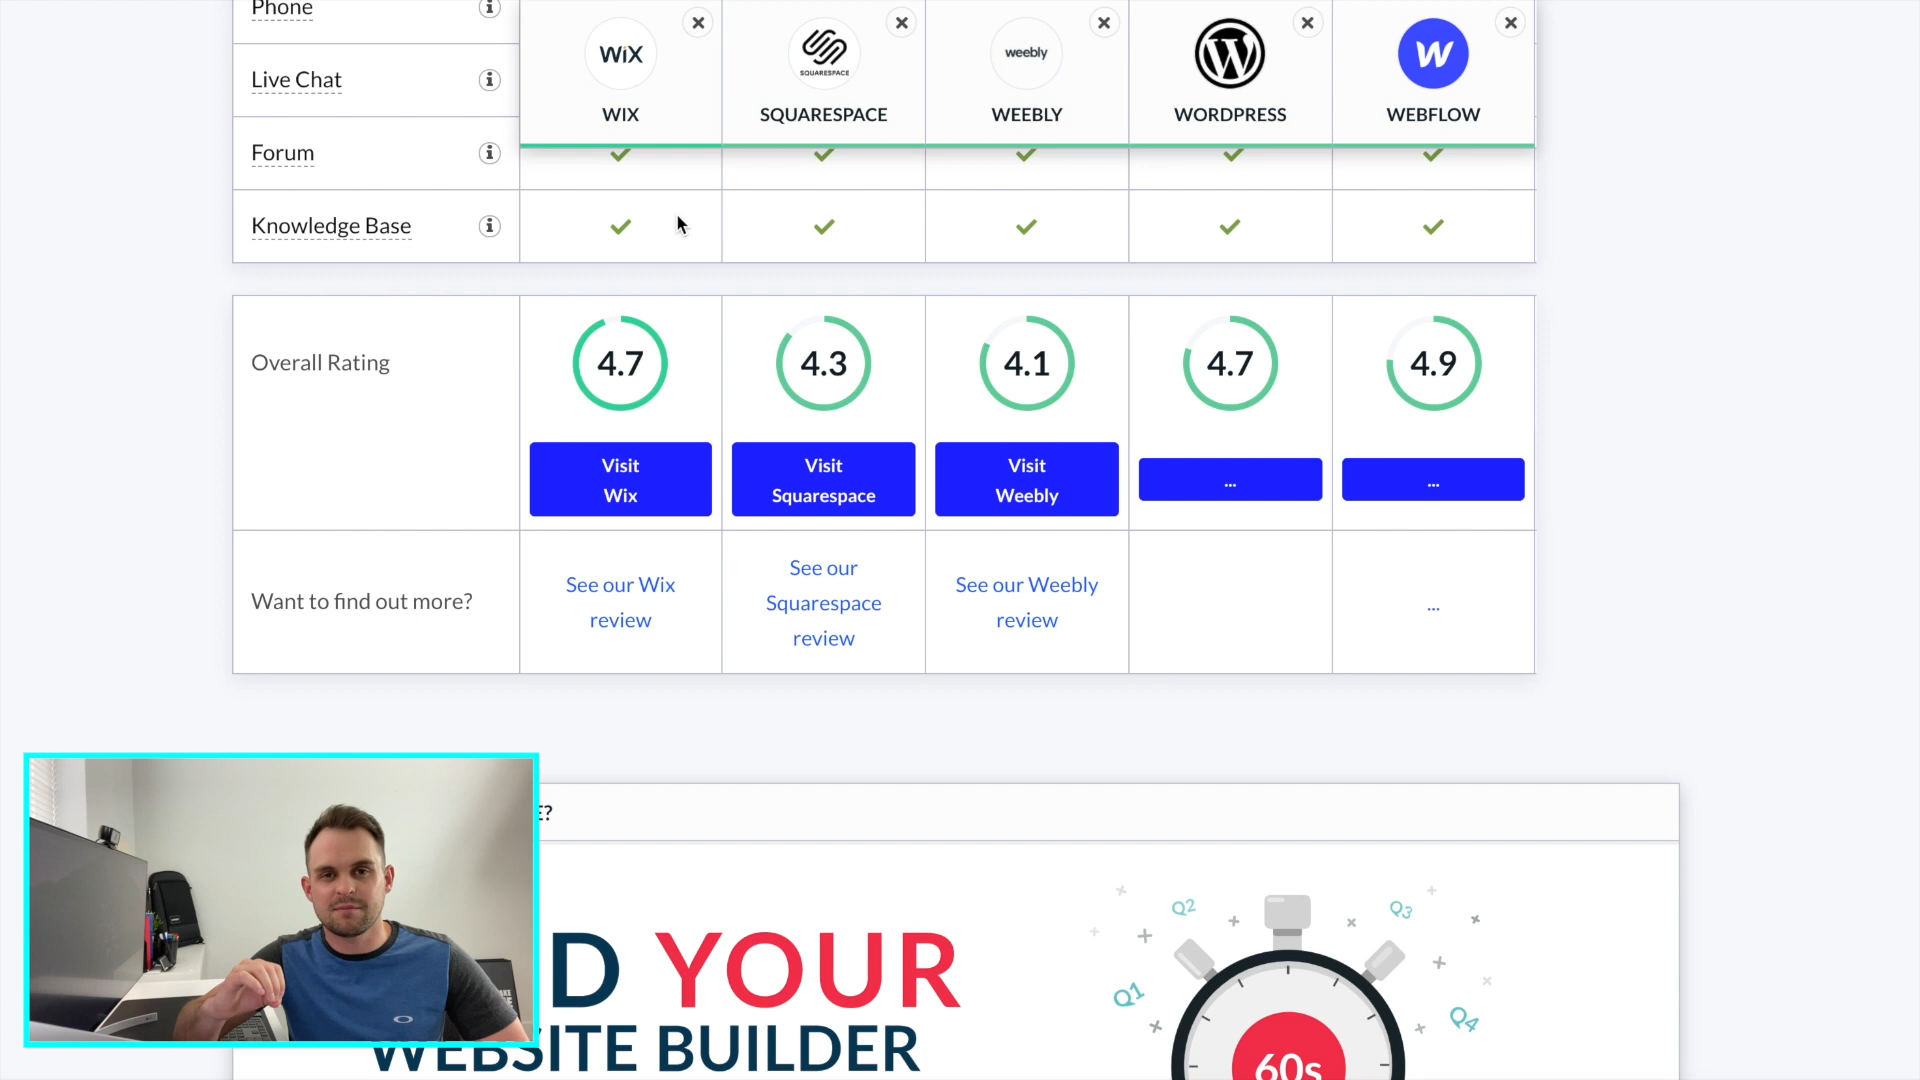 Phone
WiX
SQUARESPACE
weebly
W
W
Live Chat
WIX
SQUARESPACE
WEEBLY
WORDPRESS
WEBFLOW
Forum
Knowledge Base
Overall Rating
4.7
4.3
4.1
4.7
4.9
Visit
Wix
Visit
Squarespace
Visit
Weebly
...
...
Want to find out more?
See our Wix
review
See our
Squarespace
review
See our Weebly
review
...
E?
D YOUR
WEBSITE BUILDER
Q1
Q2
Q3
Q4
60s